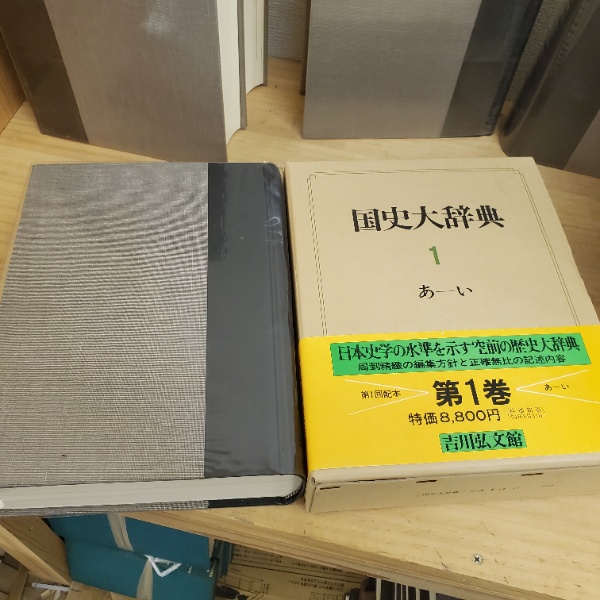 国史大辞典
1
あ―い
日本史学の水準を示す空前の歴史大辞典
周到精緻の編集方針と正確無比の記述内容
第1回配本
第1巻
あ―い
特価8,800円
吉川弘文館